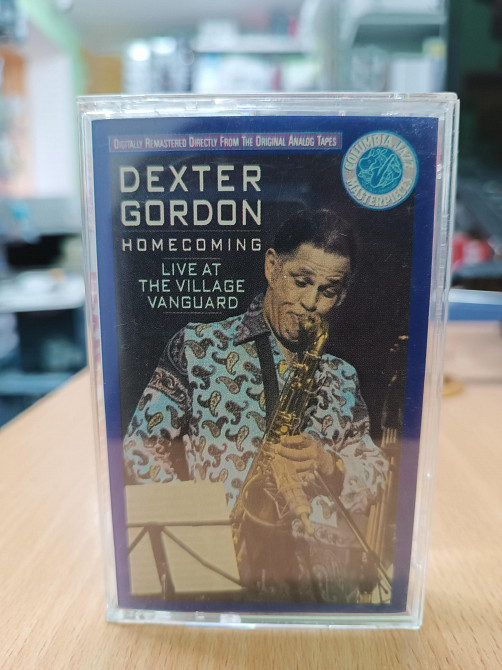 DIGITALLY REMASTERED DIRECTLY FROM THE ORIGINAL ANALOG TAPES
COLUMBIA JAZZ
MASTERPIECES
DEXTER
GORDON
HOMECOMING
LIVE AT
THE VILLAGE
VANGUARD